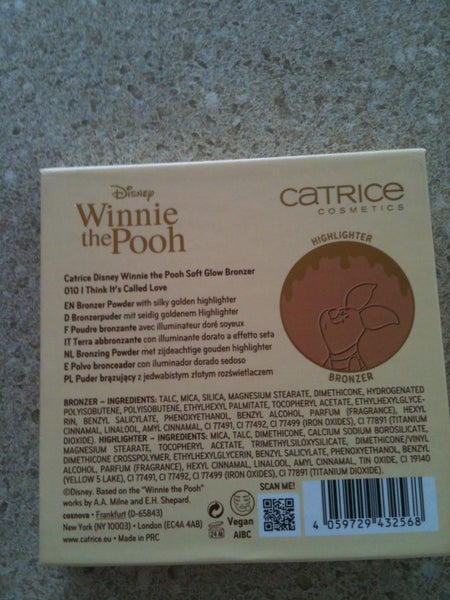 Disney
Winnie
the Pooh
CATRICE
COSMETICS
Catrice Disney Winnie the Pooh Soft Glow Bronzer
010 I Think It's Called Love
EN Bronzer Powder with silky golden highlighter
D Bronzerpuder mit seidig goldenem Highlighter
F Poudre bronzante avec illuminateur doré soyeux
IT Terra abbronzante con illuminante dorato a effetto seta
NL Bronzing Powder met zijdeachtige gouden highlighter
E Polvo bronceador con iluminador dorado sedoso
PL Puder brązujący z jedwabistym złotym rozświetlaczem
HIGHLIGHTER
BRONZER
BRONZER – INGREDIENTS: TALC, MICA, SILICA, MAGNESIUM STEARATE, DIMETHICONE, HYDROGENATED
POLYISOBUTENE, POLYISOBUTENE, ETHYLHEXYL PALMITATE, TOCOPHERYL ACETATE, ETHYLHEXYLGLYCE-
RIN, BENZYL SALICYLATE, PHENOXYETHANOL, BENZYL ALCOHOL, PARFUM (FRAGRANCE), HEXYL
CINNAMAL, LINALOOL, AMYL CINNAMAL, CI 77491, CI 77492, CI 77499 (IRON OXIDES), CI 77891 (TITANIUM
DIOXIDE). HIGHLIGHTER – INGREDIENTS: MICA, TALC, DIMETHICONE, CALCIUM SODIUM BOROSILICATE,
MAGNESIUM STEARATE, TOCOPHERYL ACETATE, TRIMETHYLSILOXYSILICATE, DIMETHICONE/VINYL
DIMETHICONE CROSSPOLYMER, ETHYLHEXYLGLYCERIN, BENZYL SALICYLATE, PHENOXYETHANOL, BENZYL
ALCOHOL, PARFUM (FRAGRANCE), HEXYL CINNAMAL, LINALOOL, AMYL CINNAMAL, TIN OXIDE, CI 19140
(YELLOW 5 LAKE), CI 77491, CI 77492, CI 77499 (IRON OXIDES), CI 77891 (TITANIUM DIOXIDE).
©Disney. Based on the "Winnie the Pooh"
works by A.A. Milne and E.H. Shepard.
cosnova • Frankfurt (D-65843)
New York (NY 10003) • London (EC4A 4AB)
www.catrice.eu • Made in PRC
24 M
Vegan
AIBC
SCAN ME!
4 059729 432568